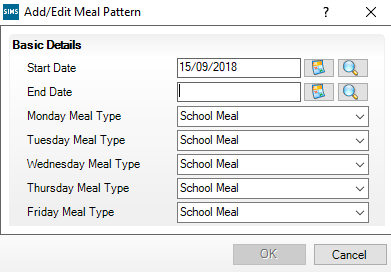 SIMS Add/Edit Meal Pattern ?
Basic Details
Start Date 15/09/2018
End Date
Monday Meal Type School Meal
Tuesday Meal Type School Meal
Wednesday Meal Type School Meal
Thursday Meal Type School Meal
Friday Meal Type School Meal
OK Cancel